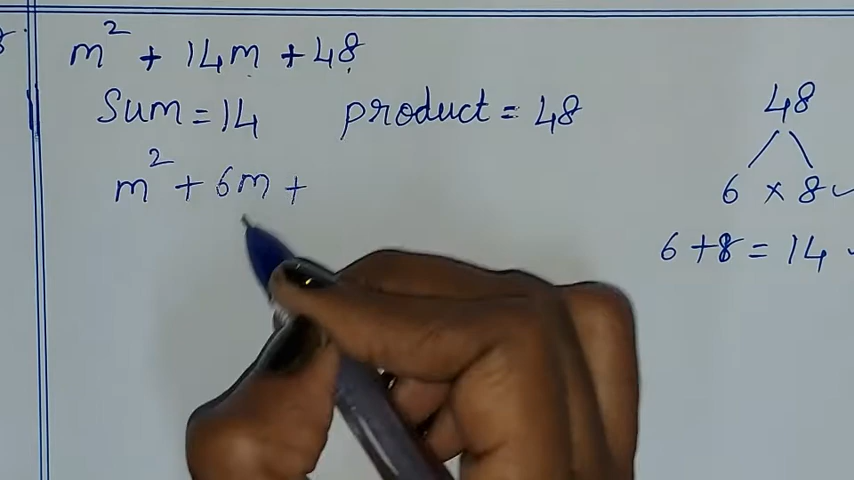 m² + 14m + 48
Sum = 14 product = 48
48
6 × 8 ✓
6 + 8 = 14 ✓
m² + 6m +